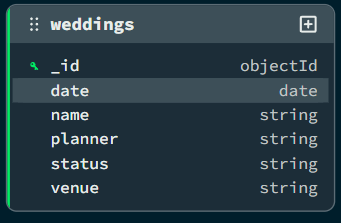 weddings
_id objectId
date date
name string
planner string
status string
venue string